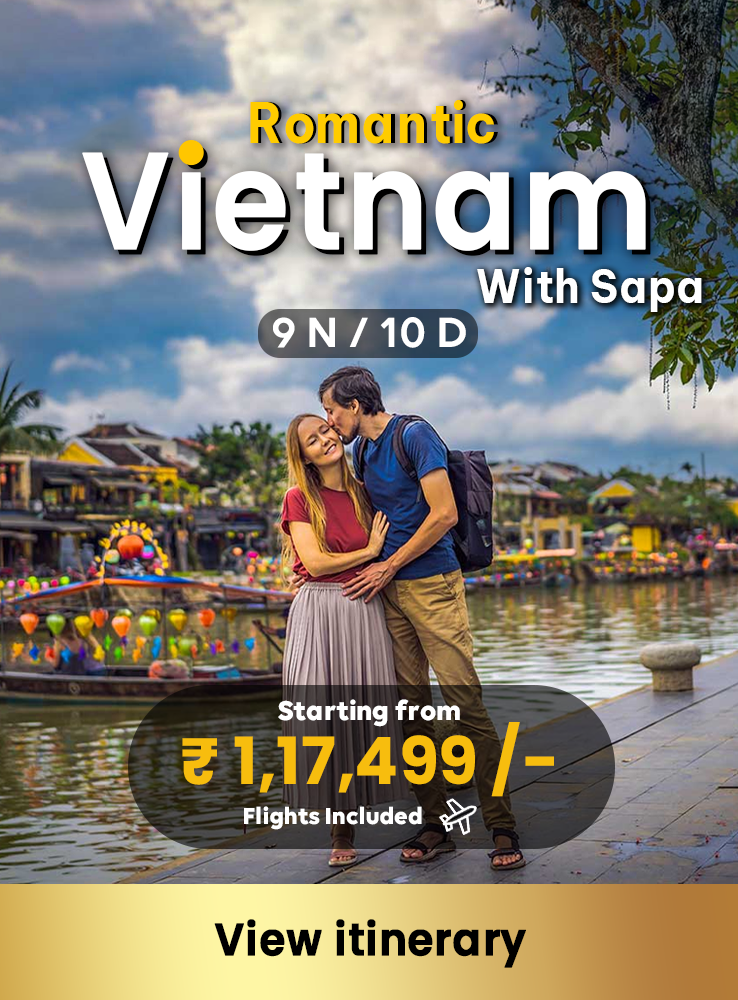 Romantic
Vietnam
With Sapa
9 N / 10 D
Starting from
₹ 1,17,499 /-
Flights Included
View itinerary